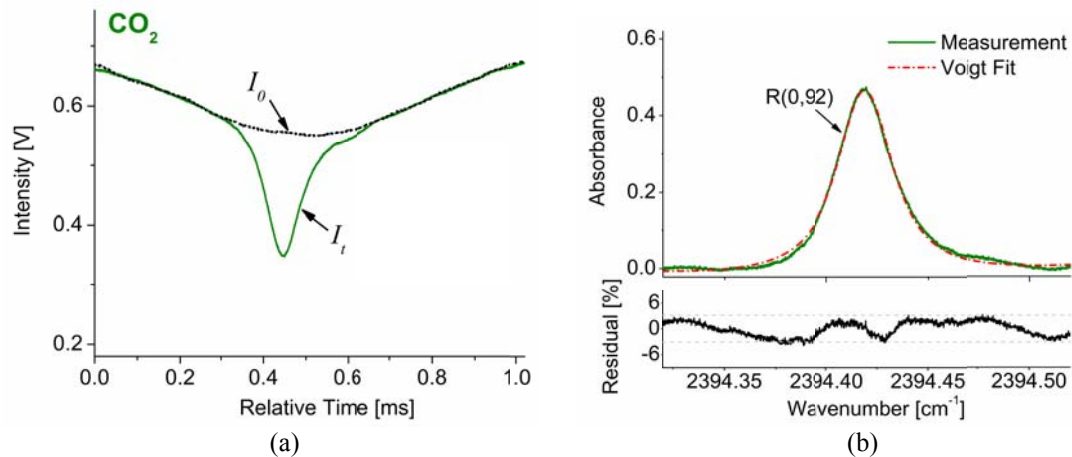 CO₂
I₀
Iₜ
Intensity [V]
0.6
0.4
0.2
0.0 0.2 0.4 0.6 0.8 1.0
Relative Time [ms]
(a)
Measurement
Voigt Fit
R(0,92)
Absorbance
0.6
0.4
0.2
0.0
Residual [%]
6
0
-6
2394.35 2394.40 2394.45 2394.50
Wavenumber [cm⁻¹]
(b)